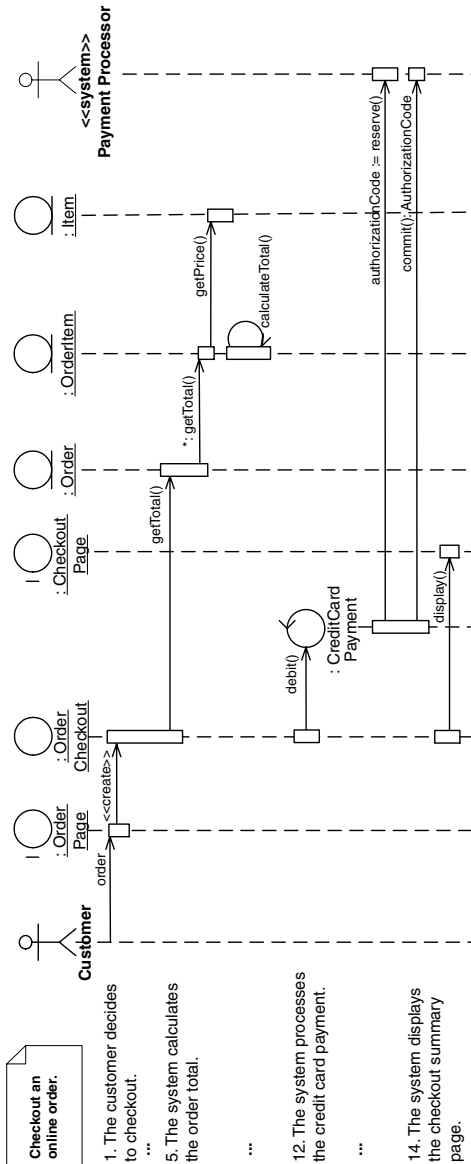 Checkout an
online order.
Customer
: Order
Page
: Order
Checkout
: Checkout
Page
: Order
: OrderItem
: Item
<<system>>
Payment Processor
1. The customer decides
to checkout.
...
order
<<create>>
5. The system calculates
the order total.
...
getTotal()
*: getTotal()
getPrice()
calculateTotal()
12. The system processes
the credit card payment.
...
debit()
: CreditCard
Payment
authorizationCode := reserve()
commit(): AuthorizationCode
14. The system displays
the checkout summary
page.
display()